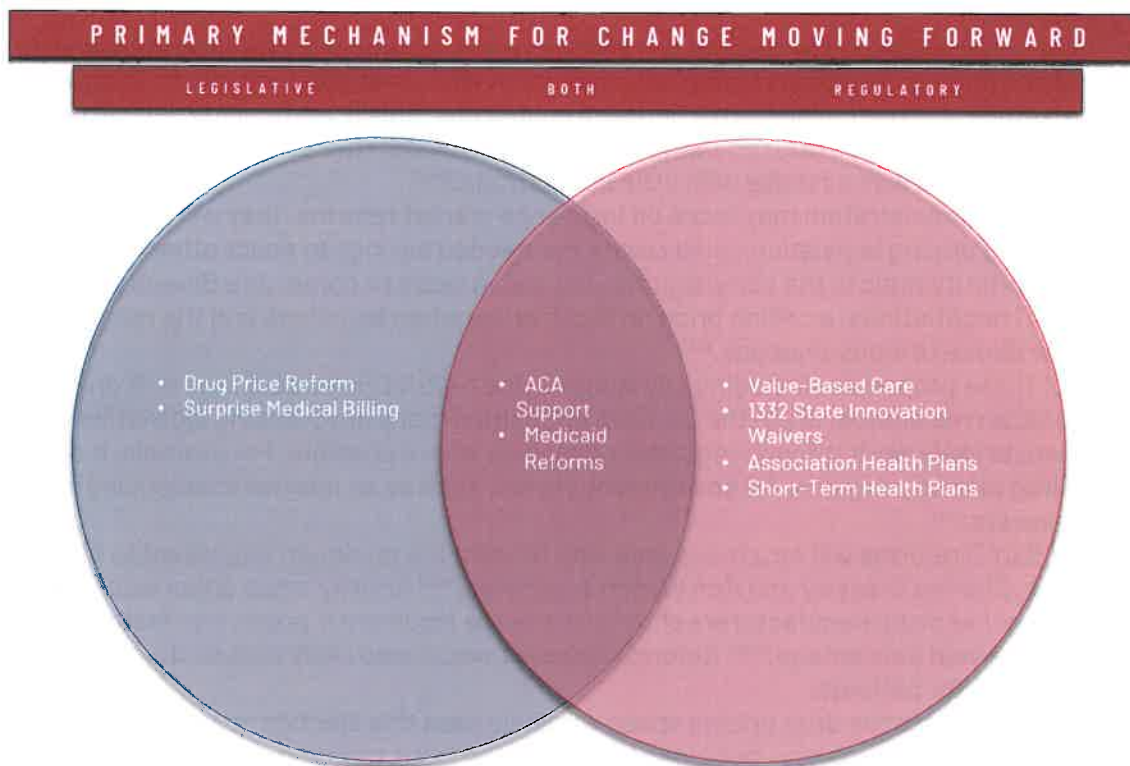 PRIMARY MECHANISM FOR CHANGE MOVING FORWARD
LEGISLATIVE BOTH REGULATORY
• Drug Price Reform
• Surprise Medical Billing
• ACA
Support
• Medicaid
Reforms
• Value-Based Care
• 1332 State Innovation
Waivers
• Association Health Plans
• Short-Term Health Plans